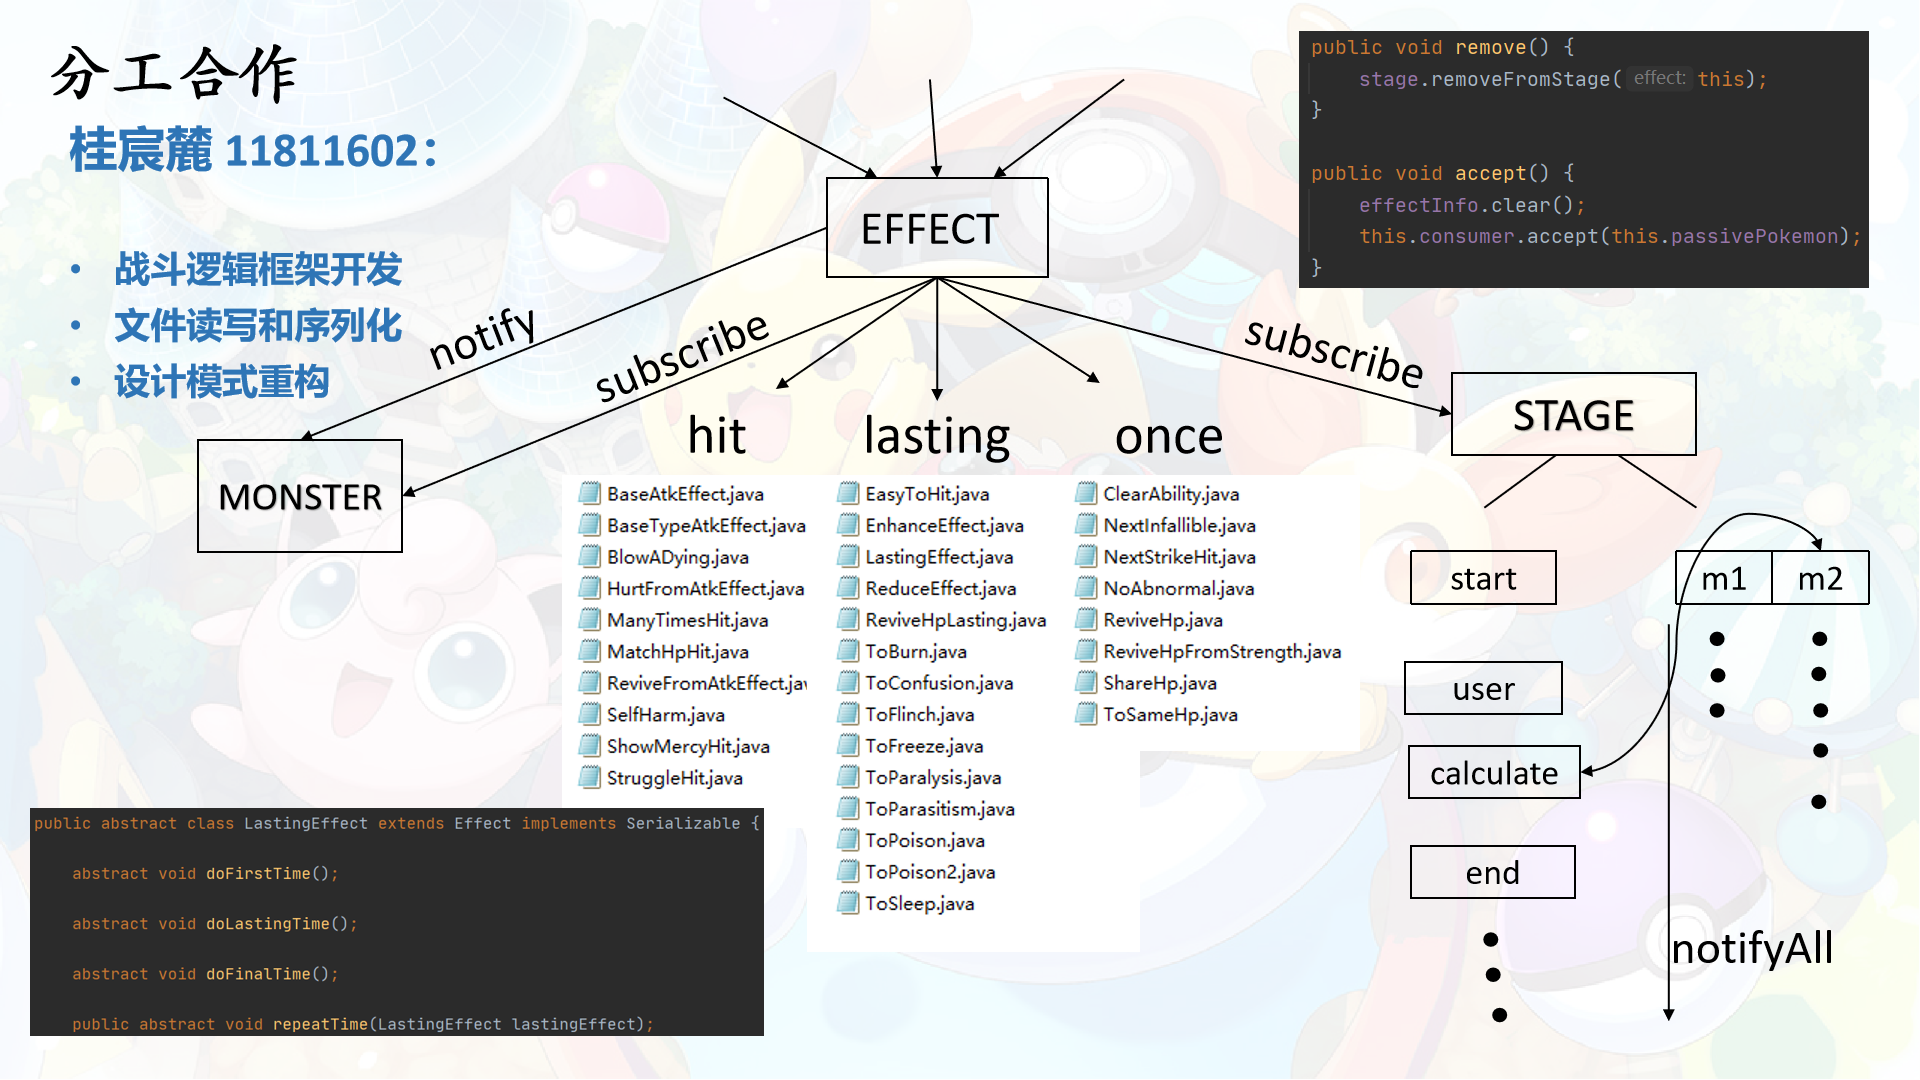 分工合作
桂宸麓 11811602：
• 战斗逻辑框架开发
• 文件读写和序列化
• 设计模式重构
EFFECT
notify
subscribe
subscribe
MONSTER
hit
lasting
once
BaseAtkEffect.java
BaseTypeAtkEffect.java
BlowADying.java
HurtFromAtkEffect.java
ManyTimesHit.java
MatchHpHit.java
ReviveFromAtkEffect.jav
SelfHarm.java
ShowMercyHit.java
StruggleHit.java
EasyToHit.java
EnhanceEffect.java
LastingEffect.java
ReduceEffect.java
ReviveHpLasting.java
ToBurn.java
ToConfusion.java
ToFlinch.java
ToFreeze.java
ToParalysis.java
ToParasitism.java
ToPoison.java
ToPoison2.java
ToSleep.java
ClearAbility.java
NextInfallible.java
NextStrikeHit.java
NoAbnormal.java
ReviveHp.java
ReviveHpFromStrength.java
ShareHp.java
ToSameHp.java
public void remove() {
stage.removeFromStage( effect: this);
}
public void accept() {
effectInfo.clear();
this.consumer.accept(this.passivePokemon);
}
STAGE
start
m1
m2
user
calculate
end
notifyAll
public abstract class LastingEffect extends Effect implements Serializable {
abstract void doFirstTime();
abstract void doLastingTime();
abstract void doFinalTime();
public abstract void repeatTime(LastingEffect lastingEffect);